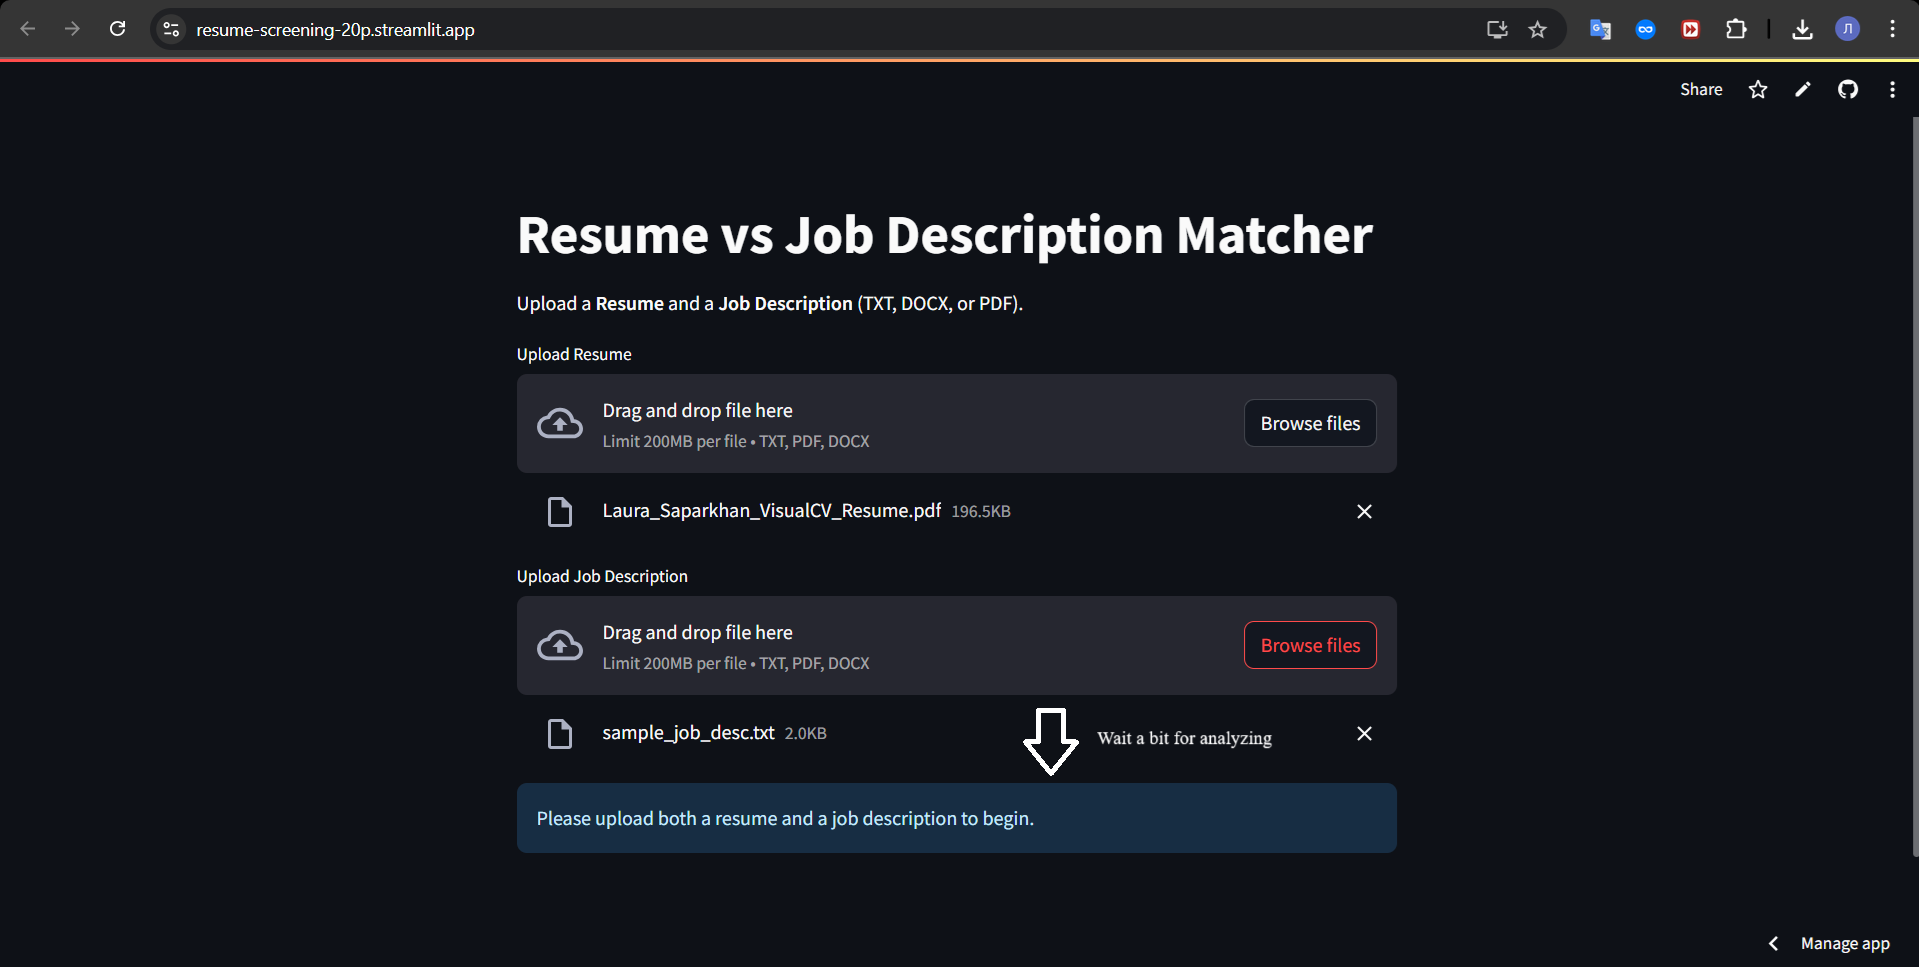 resume-screening-20p.streamlit.app
Л
Share
Resume vs Job Description Matcher
Upload a Resume and a Job Description (TXT, DOCX, or PDF).
Upload Resume
Drag and drop file here
Limit 200MB per file • TXT, PDF, DOCX
Browse files
Laura_Saparkhan_VisualCV_Resume.pdf 196.5KB
Upload Job Description
Drag and drop file here
Limit 200MB per file • TXT, PDF, DOCX
Browse files
sample_job_desc.txt 2.0KB
Wait a bit for analyzing
Please upload both a resume and a job description to begin.
Manage app